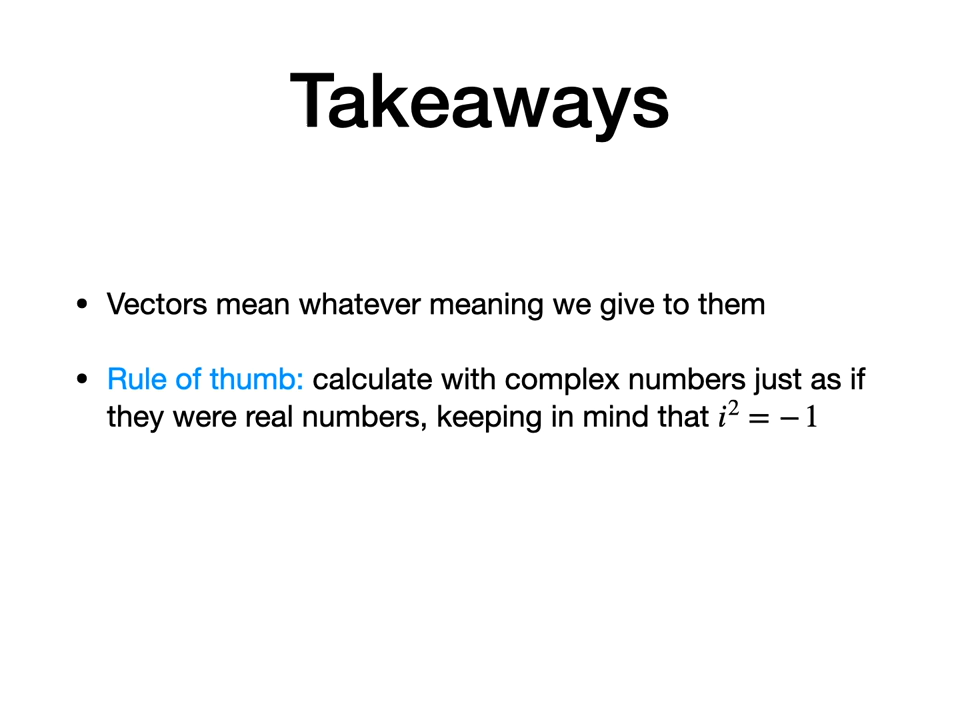 Takeaways
• Vectors mean whatever meaning we give to them
• Rule of thumb: calculate with complex numbers just as if
they were real numbers, keeping in mind that i² = − 1